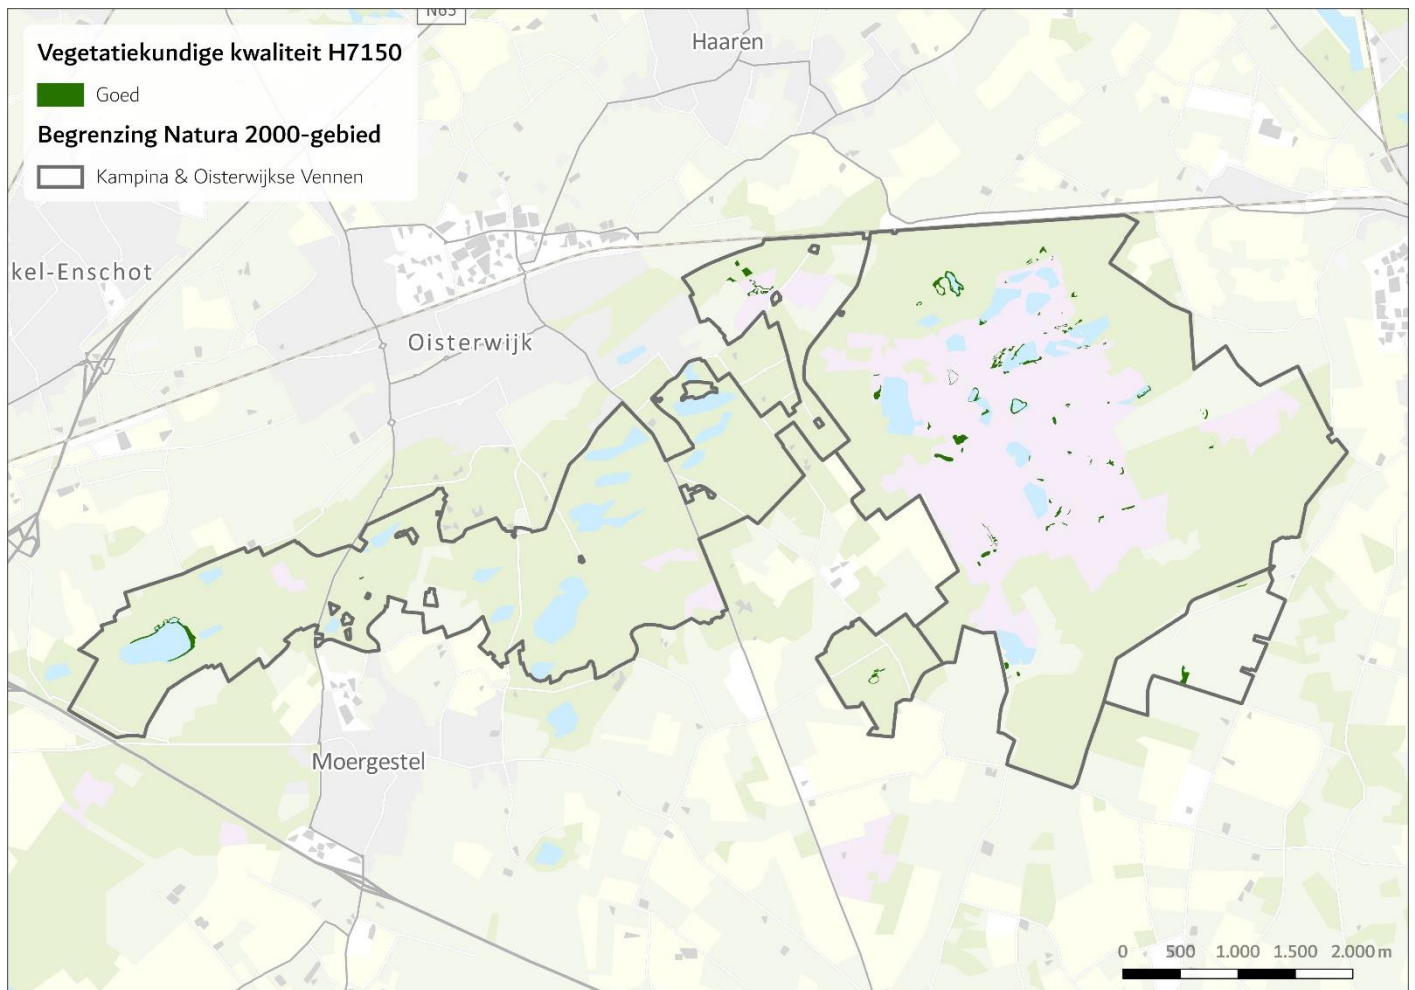 N65
Vegetatiekundige kwaliteit H7150
Goed
Begrenzing Natura 2000-gebied
Kampina & Oisterwijkse Vennen
Haaren
kel-Enschot
Oisterwijk
Moergestel
0 500 1.000 1.500 2.000 m